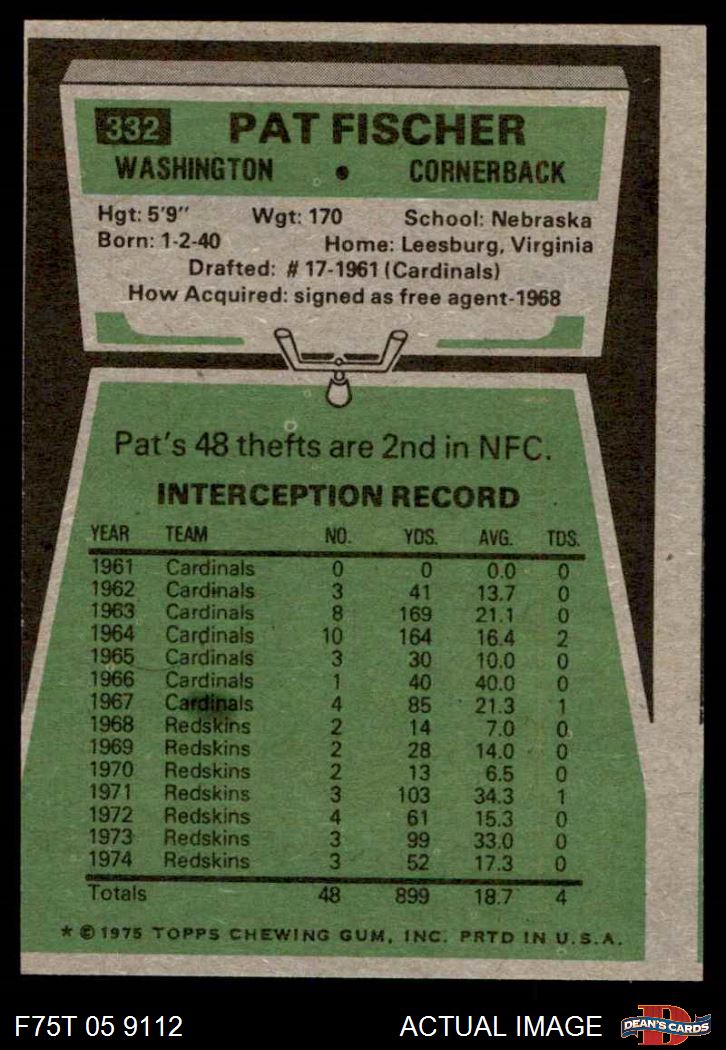 332 PAT FISCHER
WASHINGTON • CORNERBACK
Hgt: 5'9" Wgt: 170 School: Nebraska
Born: 1-2-40 Home: Leesburg, Virginia
Drafted: #17-1961 (Cardinals)
How Acquired: signed as free agent-1968
Pat's 48 thefts are 2nd in NFC.
INTERCEPTION RECORD
YEAR TEAM NO. YDS. AVG. TDS.
1961 Cardinals 0 0 0.0 0
1962 Cardinals 3 41 13.7 0
1963 Cardinals 8 169 21.1 0
1964 Cardinals 10 164 16.4 2
1965 Cardinals 3 30 10.0 0
1966 Cardinals 1 40 40.0 0
1967 Cardinals 4 85 21.3 1
1968 Redskins 2 14 7.0 0
1969 Redskins 2 28 14.0 0
1970 Redskins 2 13 6.5 0
1971 Redskins 3 103 34.3 1
1972 Redskins 4 61 15.3 0
1973 Redskins 3 99 33.0 0
1974 Redskins 3 52 17.3 0
Totals 48 899 18.7 4
* © 1975 TOPPS CHEWING GUM, INC. PRTD IN U.S.A.
F75T 05 9112 ACTUAL IMAGE D DEAN'S CARDS